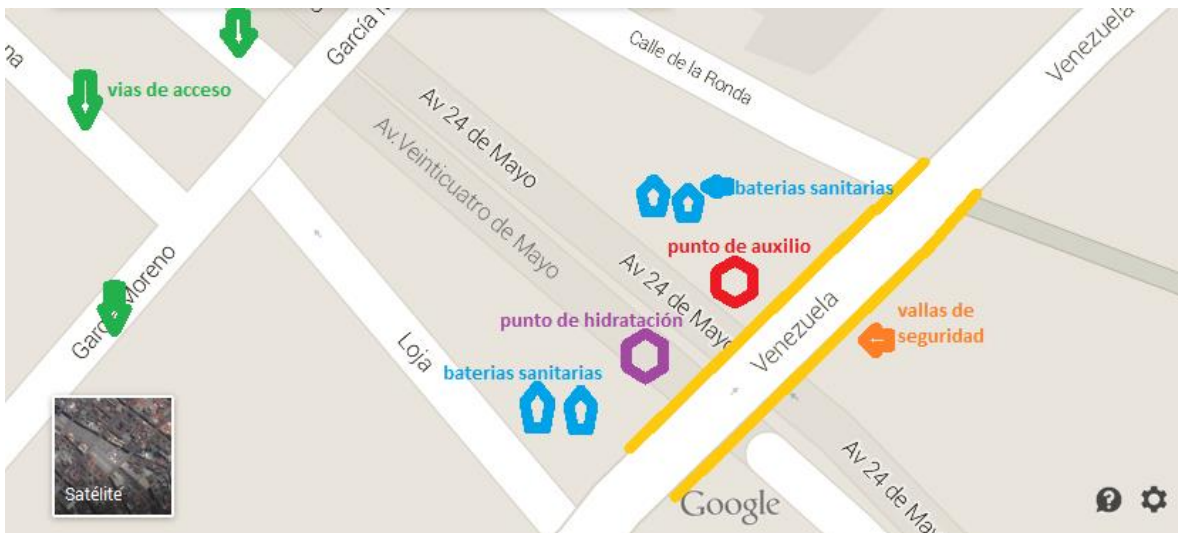 García
Venezuela
Calle de la Ronda
na
vias de acceso
Av 24 de Mayo
Av.Veinticuatro de Mayo
baterias sanitarias
punto de auxilio
Av 24 de Mayo
García Moreno
punto de hidratación
Venezuela
vallas de
seguridad
Loja
baterias sanitarias
Av 24 de Mayo
Satélite
Google